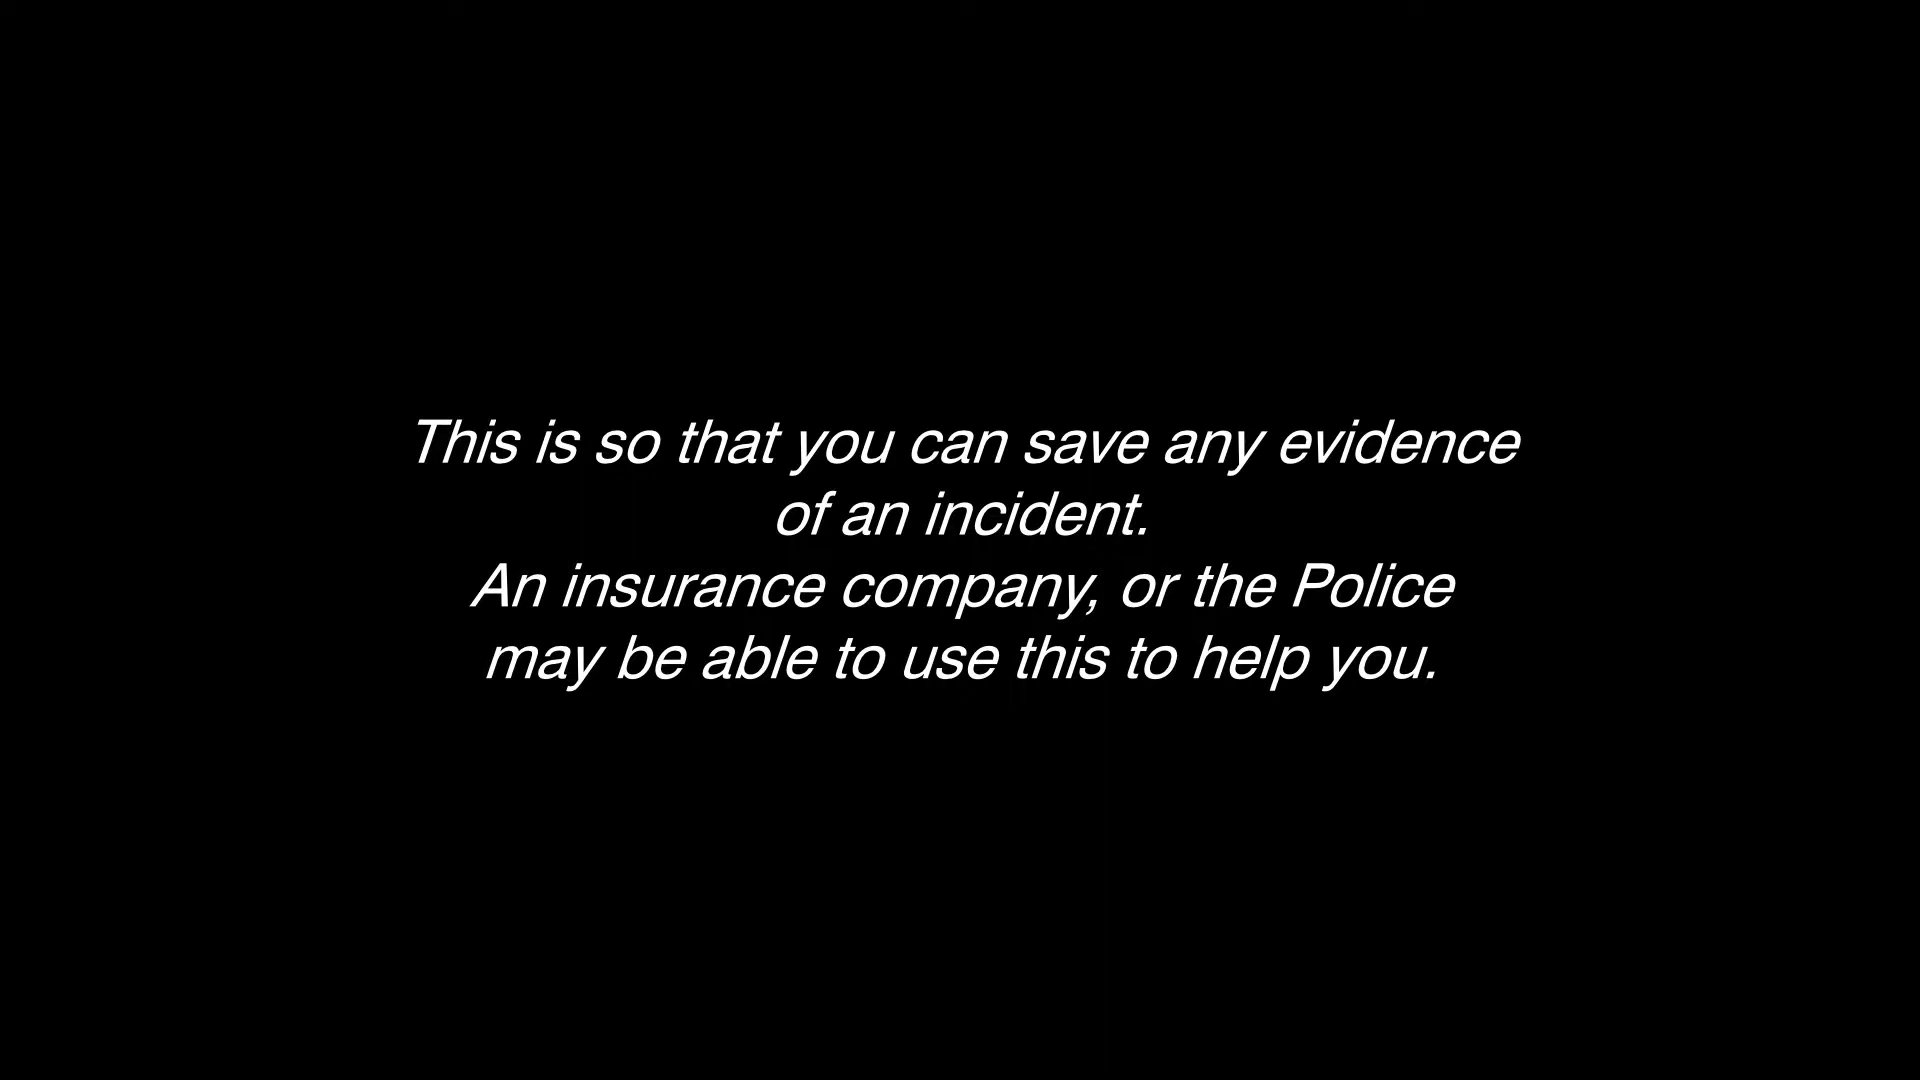 This is so that you can save any evidence
of an incident.
An insurance company, or the Police
may be able to use this to help you.